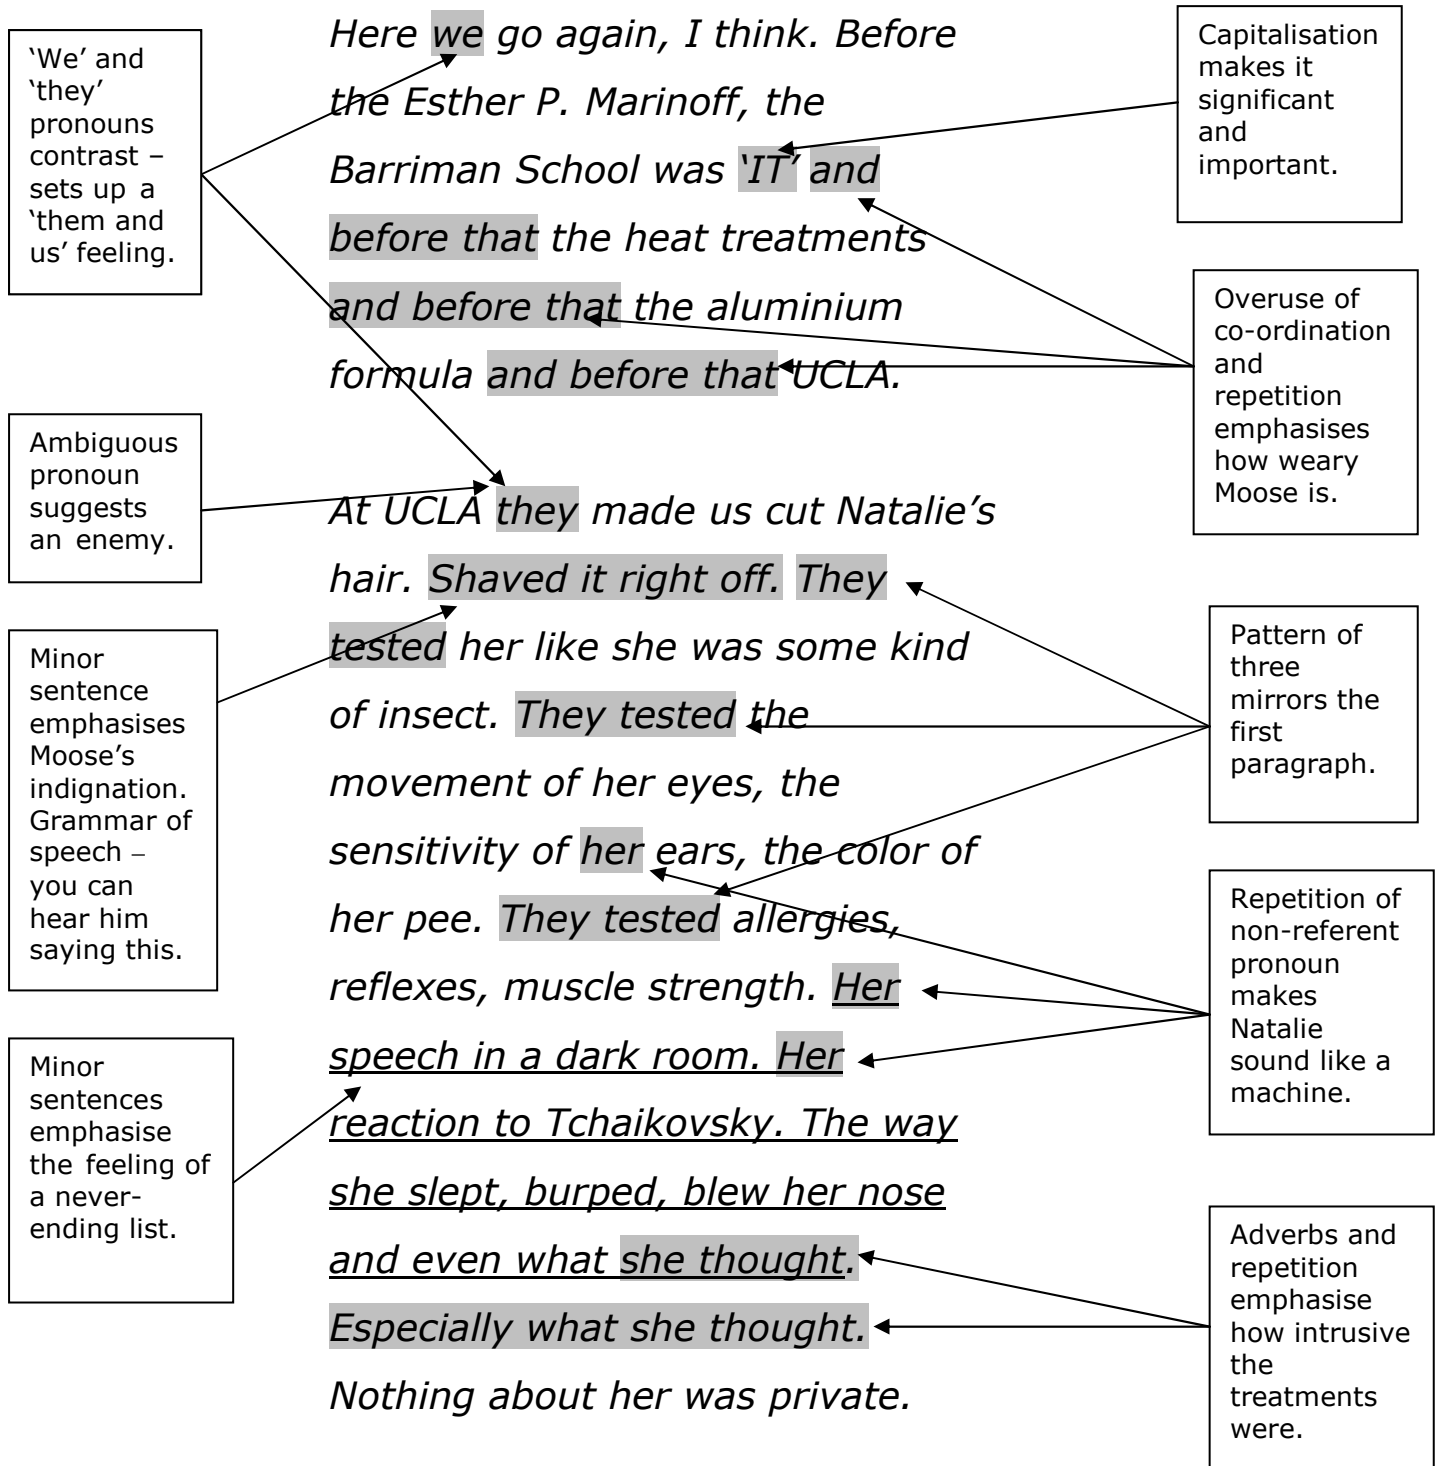 ‘We’ and
‘they’
pronouns
contrast –
sets up a
‘them and
us’ feeling.
Ambiguous
pronoun
suggests
an enemy.
Minor
sentence
emphasises
Moose’s
indignation.
Grammar of
speech –
you can
hear him
saying this.
Minor
sentences
emphasise
the feeling of
a never-
ending list.
Here we go again, I think. Before
the Esther P. Marinoff, the
Barriman School was ‘IT’ and
before that the heat treatments
and before that the aluminium
formula and before that UCLA.
At UCLA they made us cut Natalie’s
hair. Shaved it right off. They
tested her like she was some kind
of insect. They tested the
movement of her eyes, the
sensitivity of her ears, the color of
her pee. They tested allergies,
reflexes, muscle strength. Her
speech in a dark room. Her
reaction to Tchaikovsky. The way
she slept, burped, blew her nose
and even what she thought.
Especially what she thought.
Nothing about her was private.
Capitalisation
makes it
significant
and
important.
Overuse of
co-ordination
and
repetition
emphasises
how weary
Moose is.
Pattern of
three
mirrors the
first
paragraph.
Repetition of
non-referent
pronoun
makes
Natalie
sound like a
machine.
Adverbs and
repetition
emphasise
how intrusive
the
treatments
were.